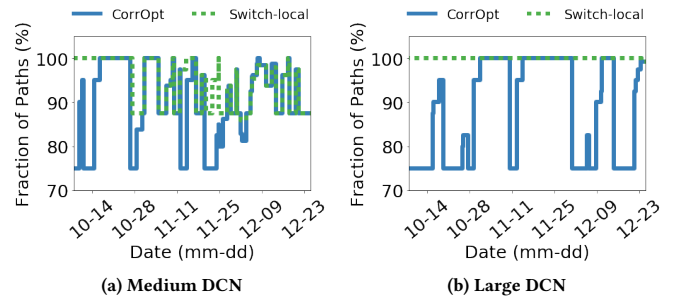 CorrOpt Switch-local
Fraction of Paths (%)
100
90
80
70
10-14 10-28 11-11 11-25 12-09 12-23
Date (mm-dd)
(a) Medium DCN
CorrOpt Switch-local
Fraction of Paths (%)
100
90
80
70
10-14 10-28 11-11 11-25 12-09 12-23
Date (mm-dd)
(b) Large DCN